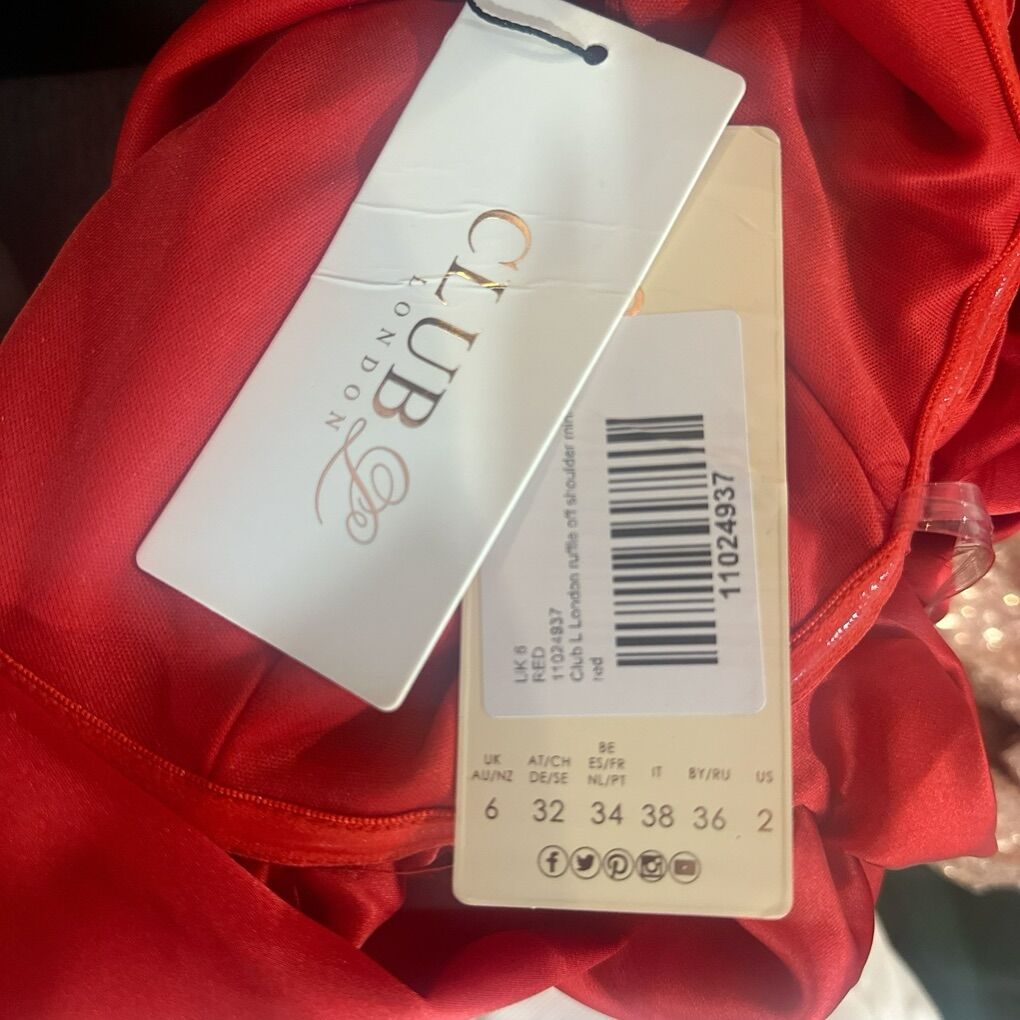 CLUB L
LONDON
UK 6
RED
11024937
Club L London ruffle off shoulder min
red
11024937
UK
AU/NZ
6
AT/CH
DE/SE
32
BE
ES/FR
NL/PT
34
IT
38
BY/RU
36
US
2